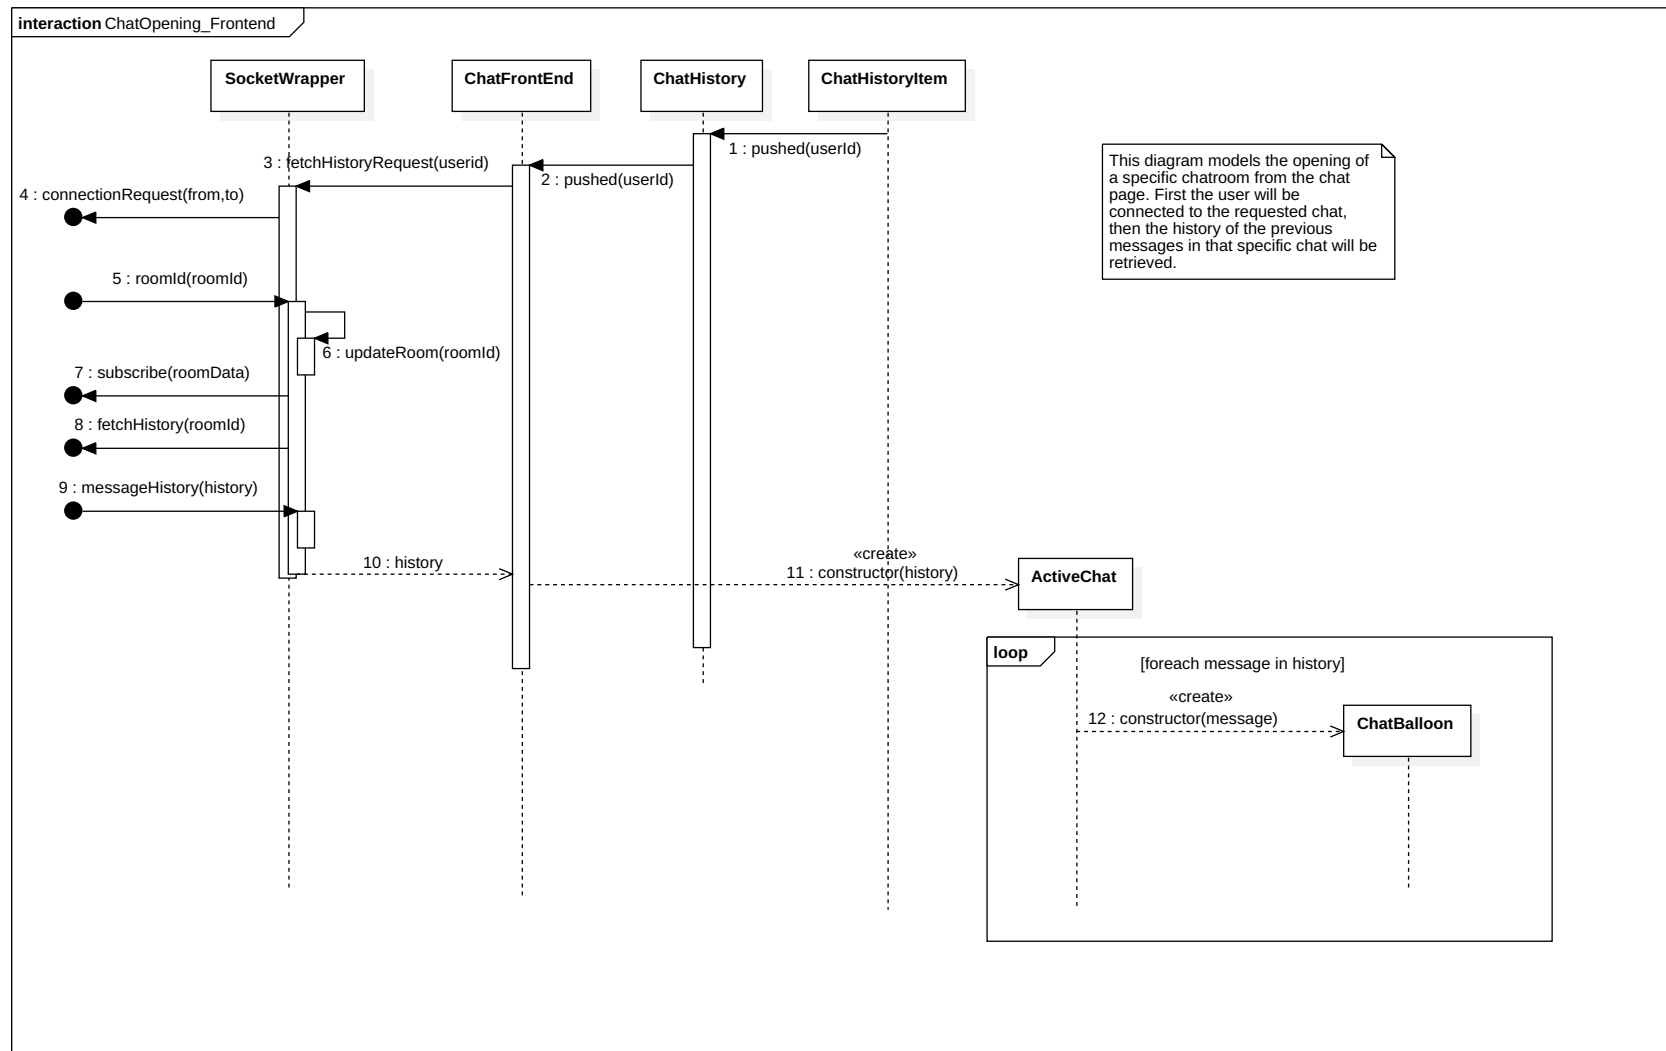 interaction ChatOpening_Frontend
SocketWrapper
ChatFrontEnd
ChatHistory
ChatHistoryItem
1 : pushed(userId)
2 : pushed(userId)
3 : fetchHistoryRequest(userid)
4 : connectionRequest(from,to)
5 : roomId(roomId)
6 : updateRoom(roomId)
7 : subscribe(roomData)
8 : fetchHistory(roomId)
9 : messageHistory(history)
10 : history
«create»
11 : constructor(history)
ActiveChat
This diagram models the opening of
a specific chatroom from the chat
page. First the user will be
connected to the requested chat,
then the history of the previous
messages in that specific chat will be
retrieved.
loop
[foreach message in history]
«create»
12 : constructor(message)
ChatBalloon